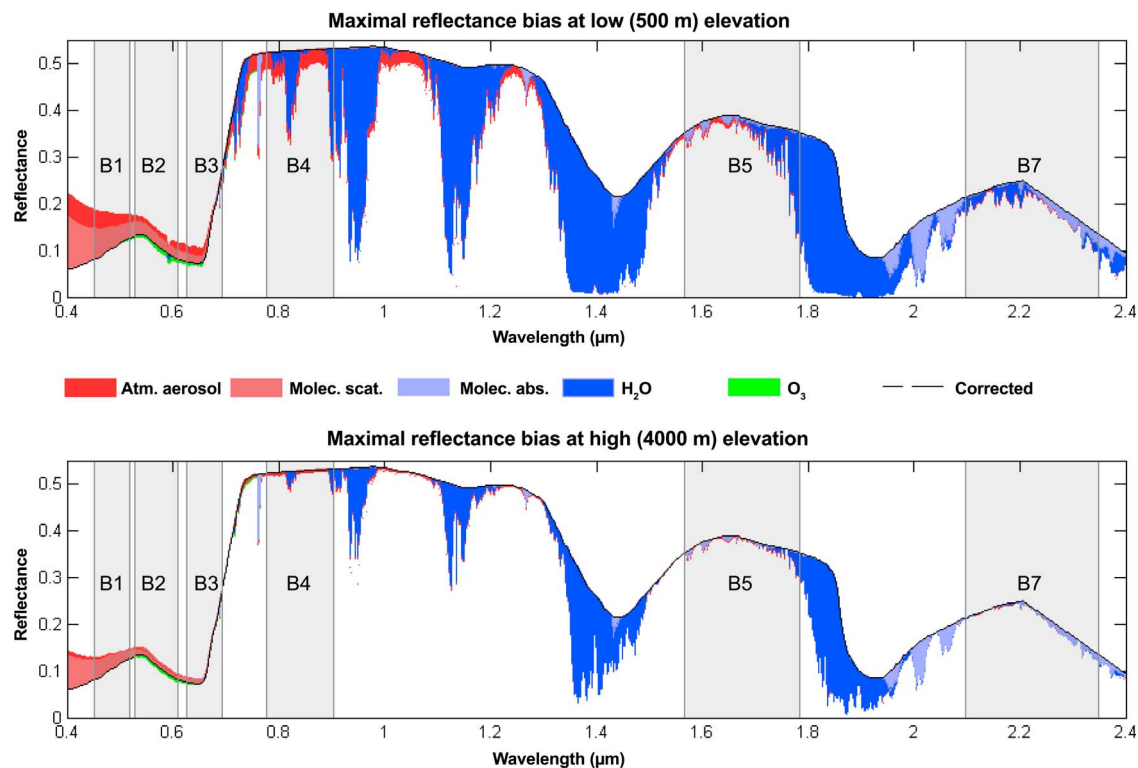 Maximal reflectance bias at low (500 m) elevation
Reflectance
0.5
0.4
0.3
0.2
0.1
0
B1 B2 B3 B4 B5 B7
0.4 0.6 0.8 1 1.2 1.4 1.6 1.8 2 2.2 2.4
Wavelength (μm)
Atm. aerosol Molec. scat. Molec. abs. H₂O O₃ Corrected
Maximal reflectance bias at high (4000 m) elevation
Reflectance
0.5
0.4
0.3
0.2
0.1
0
B1 B2 B3 B4 B5 B7
0.4 0.6 0.8 1 1.2 1.4 1.6 1.8 2 2.2 2.4
Wavelength (μm)